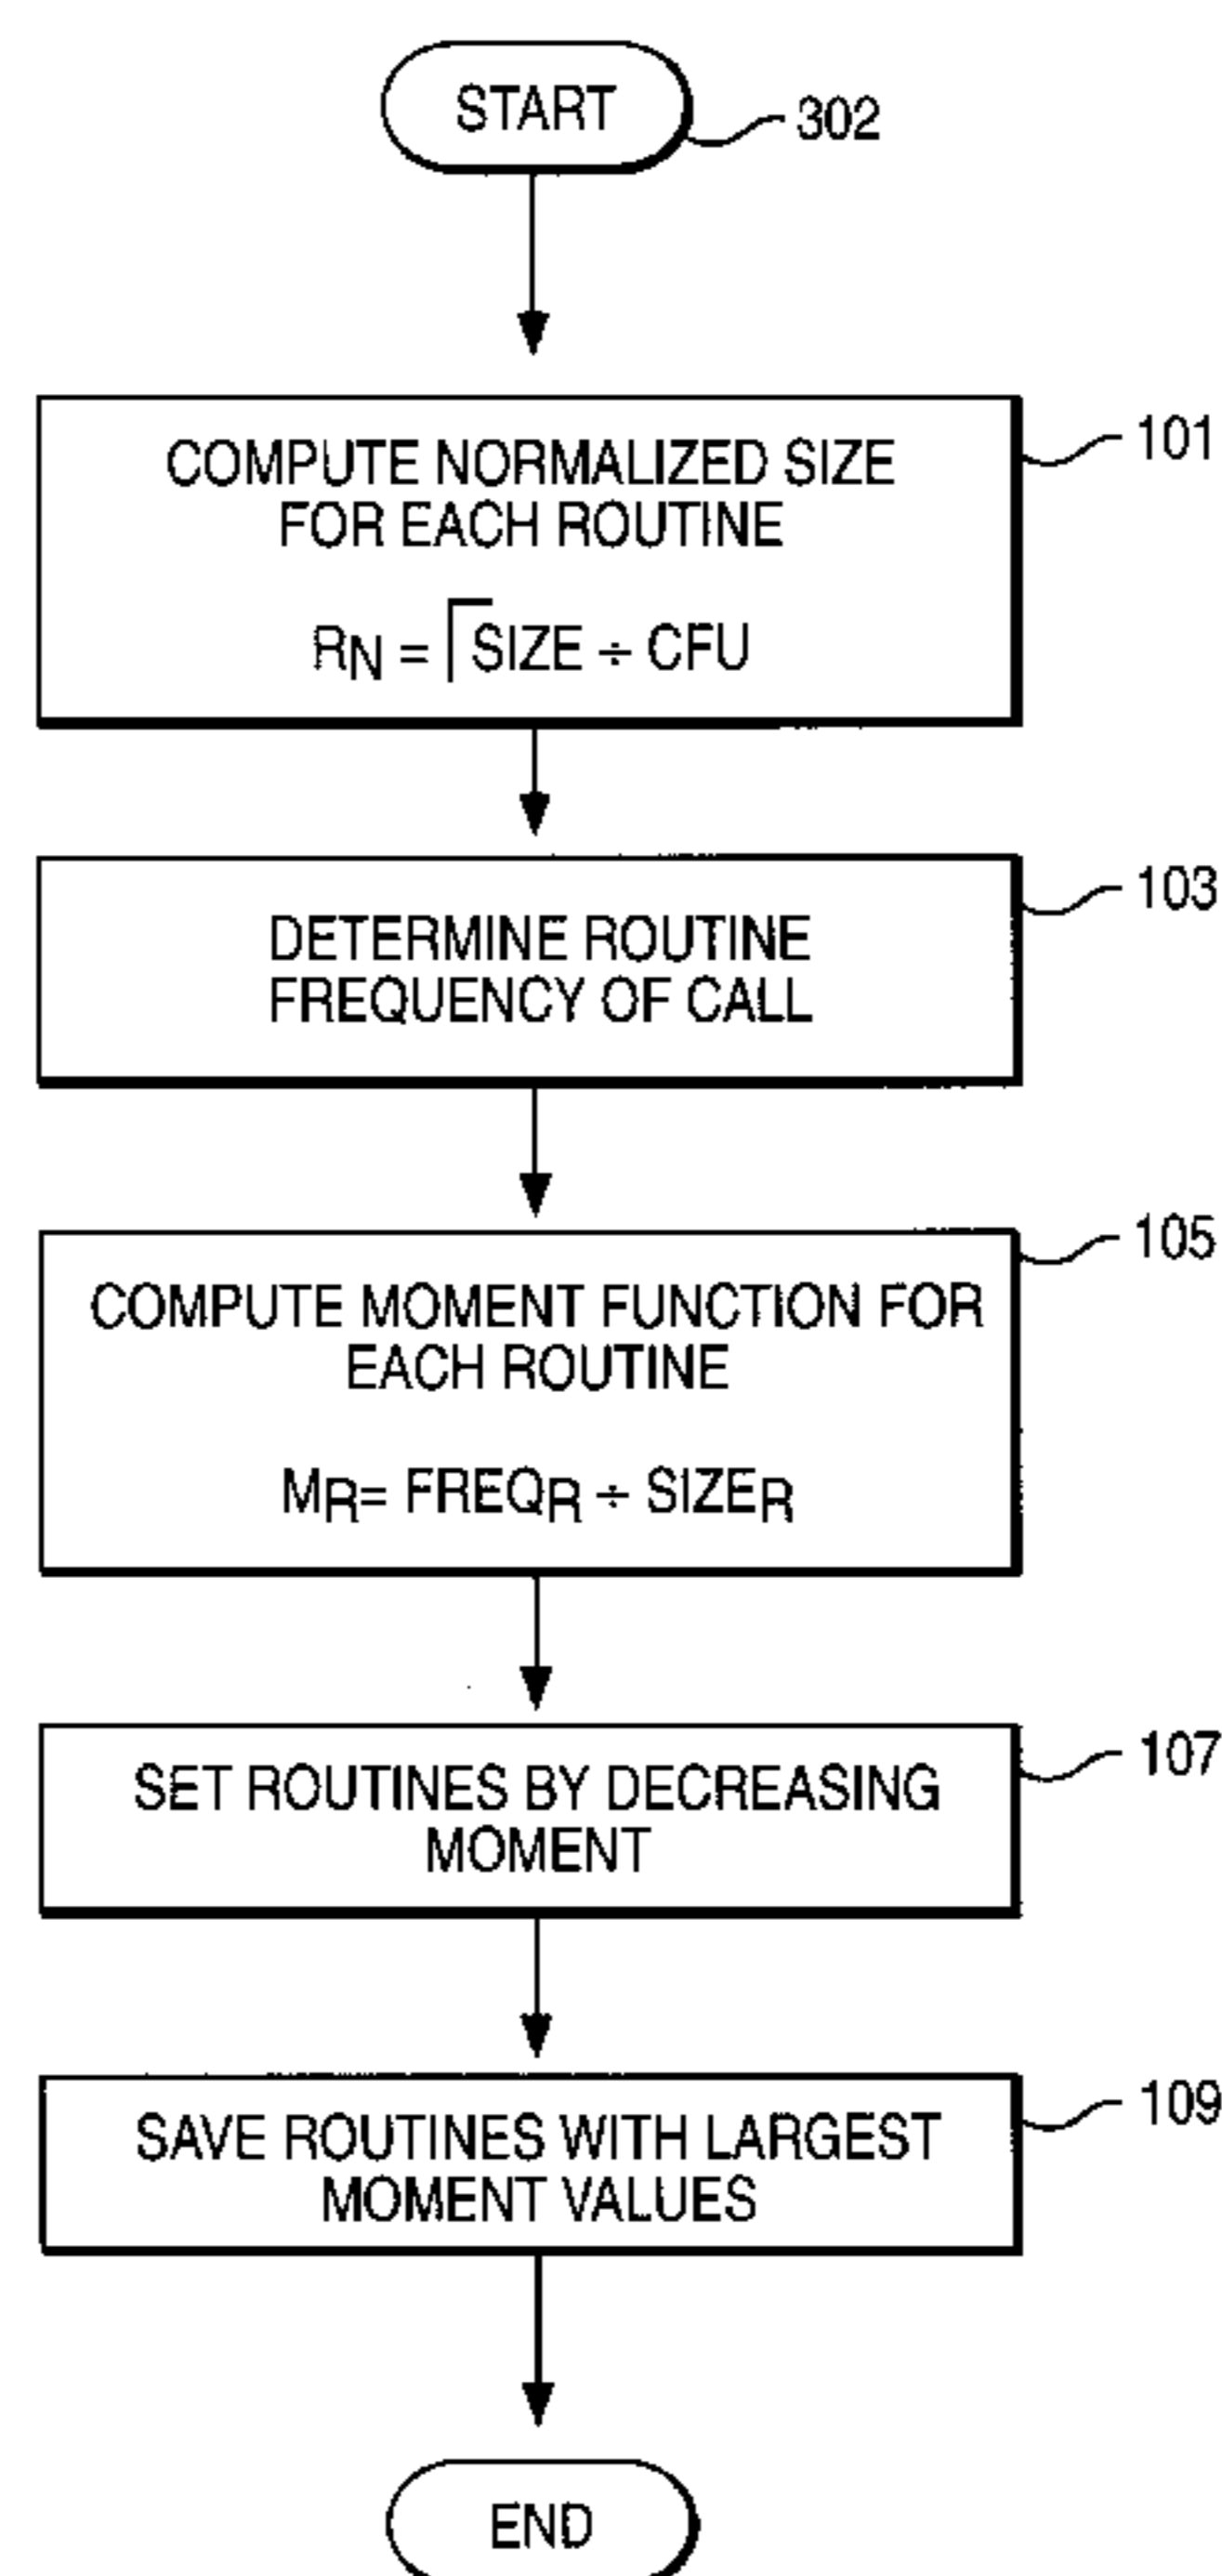 START
302
COMPUTE NORMALIZED SIZE
FOR EACH ROUTINE
RN = ⌈SIZE ÷ CFU
101
DETERMINE ROUTINE
FREQUENCY OF CALL
103
COMPUTE MOMENT FUNCTION FOR
EACH ROUTINE
MR= FREQR ÷ SIZER
105
SET ROUTINES BY DECREASING
MOMENT
107
SAVE ROUTINES WITH LARGEST
MOMENT VALUES
109
END